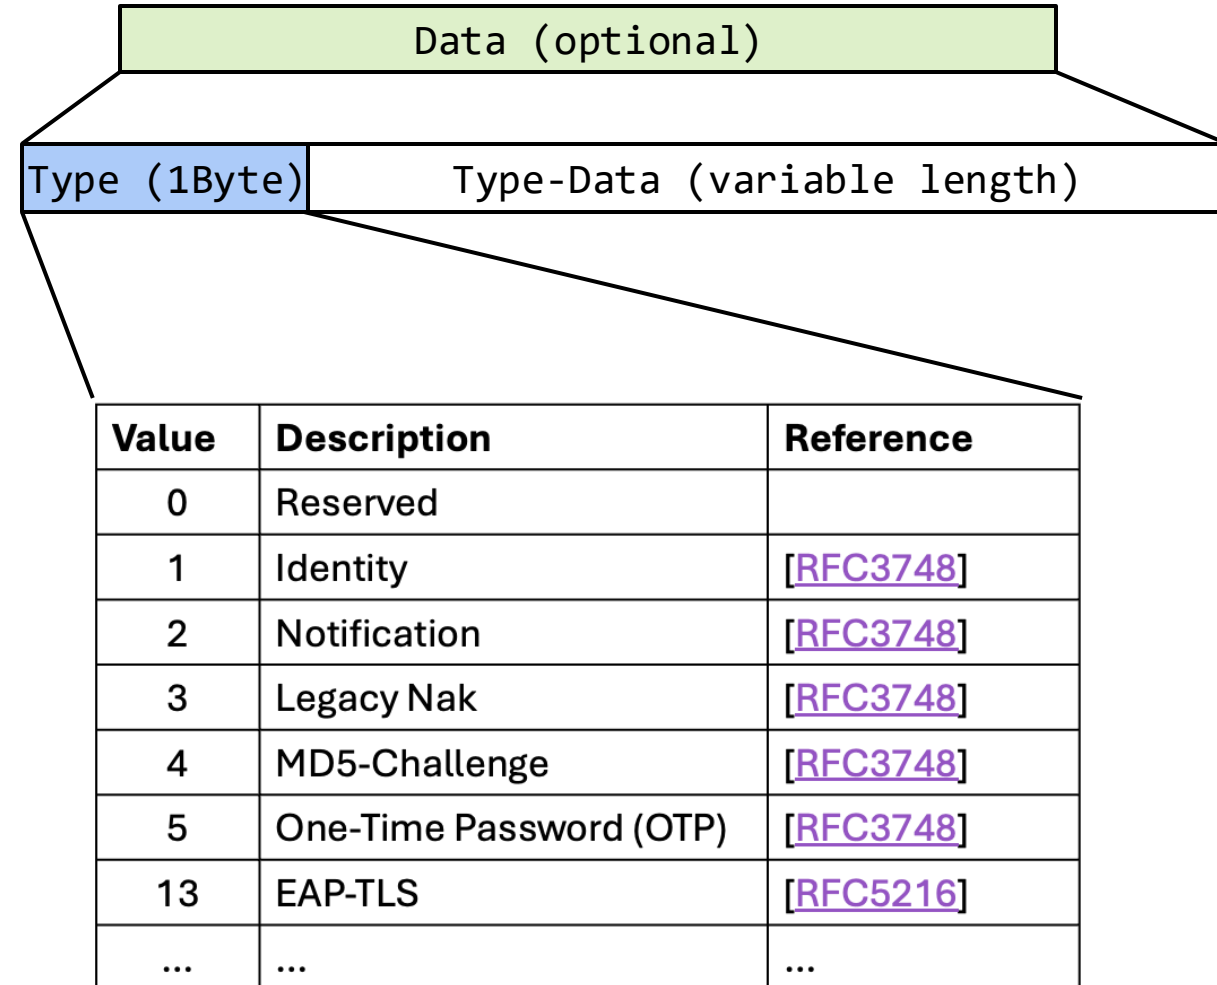 Data (optional)
Type (1Byte) Type-Data (variable length)
Value Description Reference
0 Reserved
1 Identity [RFC3748]
2 Notification [RFC3748]
3 Legacy Nak [RFC3748]
4 MD5-Challenge [RFC3748]
5 One-Time Password (OTP) [RFC3748]
13 EAP-TLS [RFC5216]
... ... ...